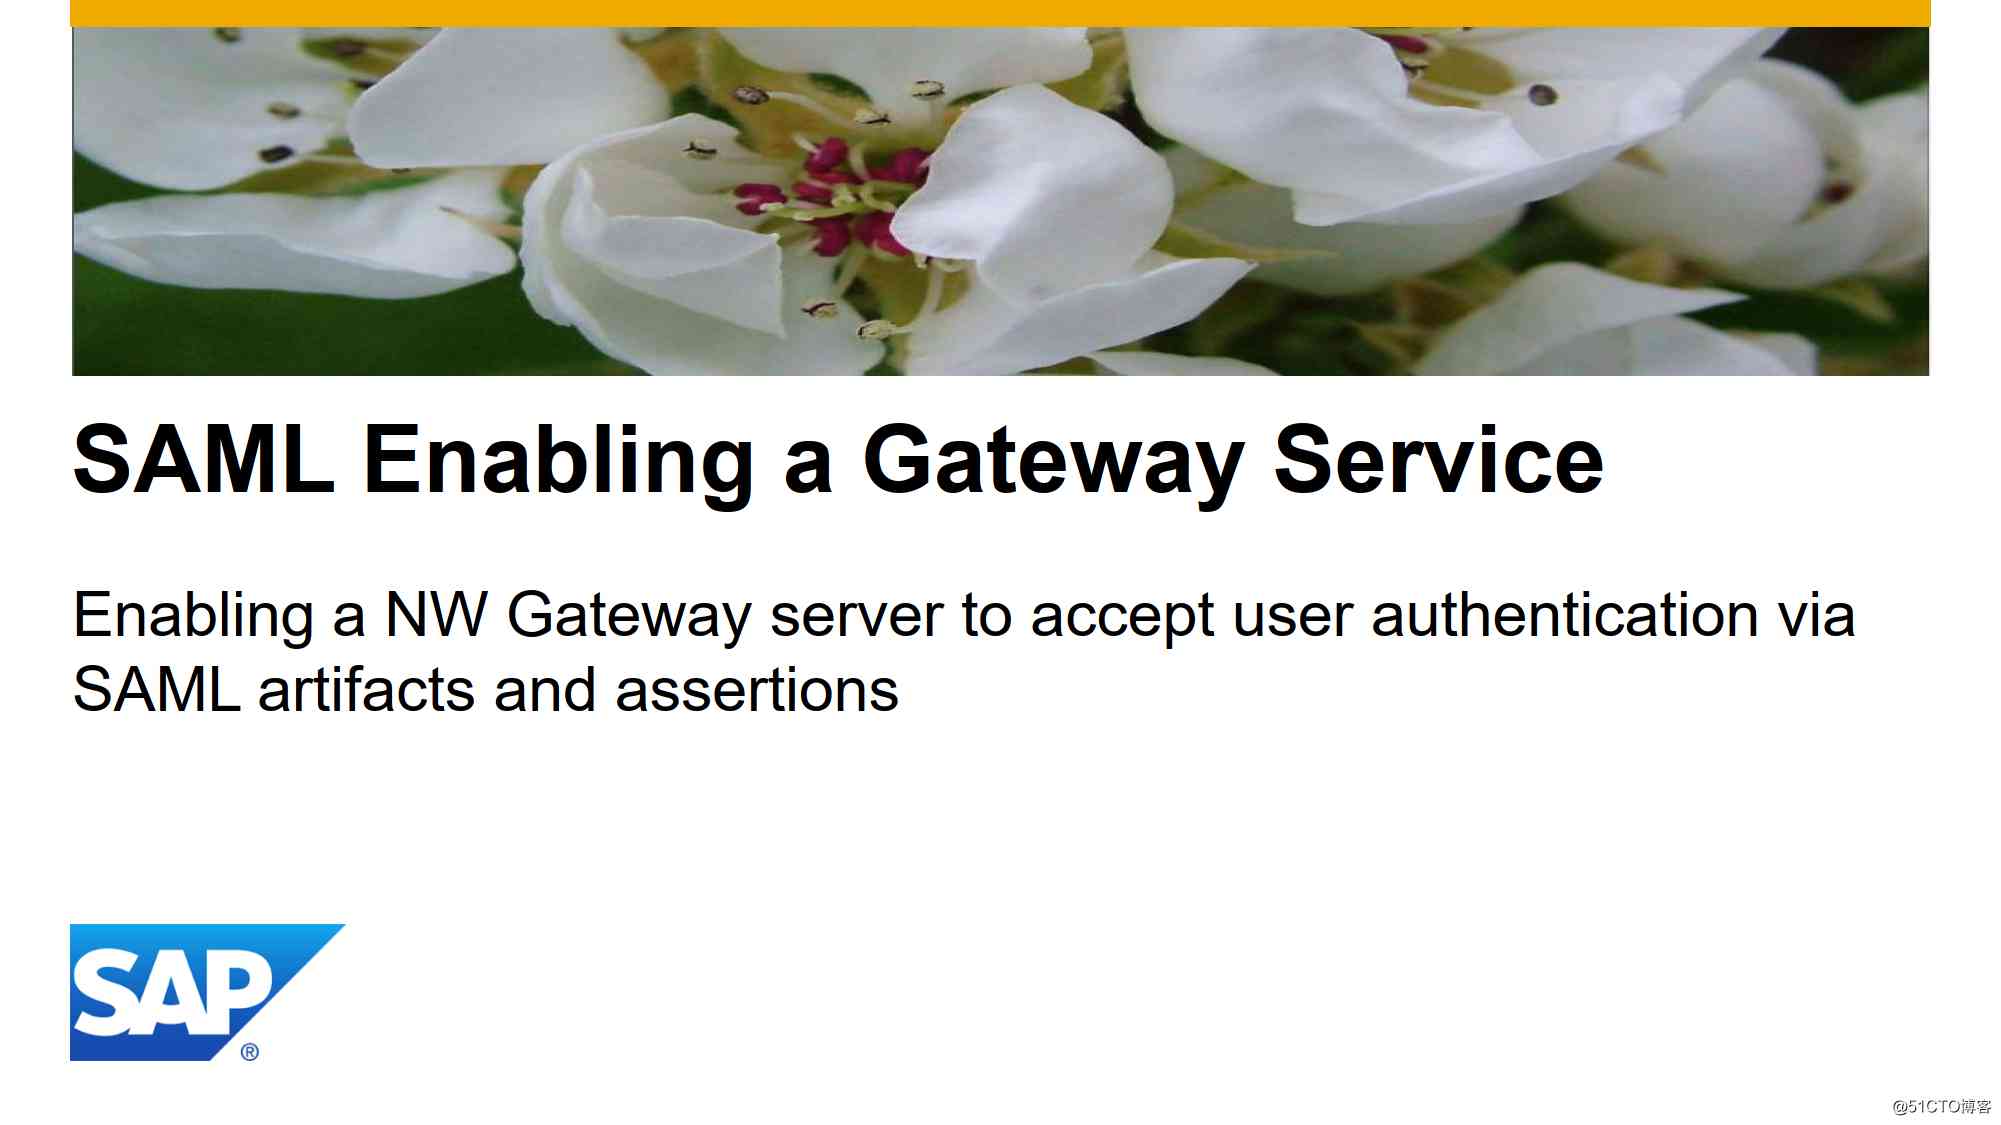 SAML Enabling a Gateway Service
Enabling a NW Gateway server to accept user authentication via
SAML artifacts and assertions
SAP
®
@51CTO博客